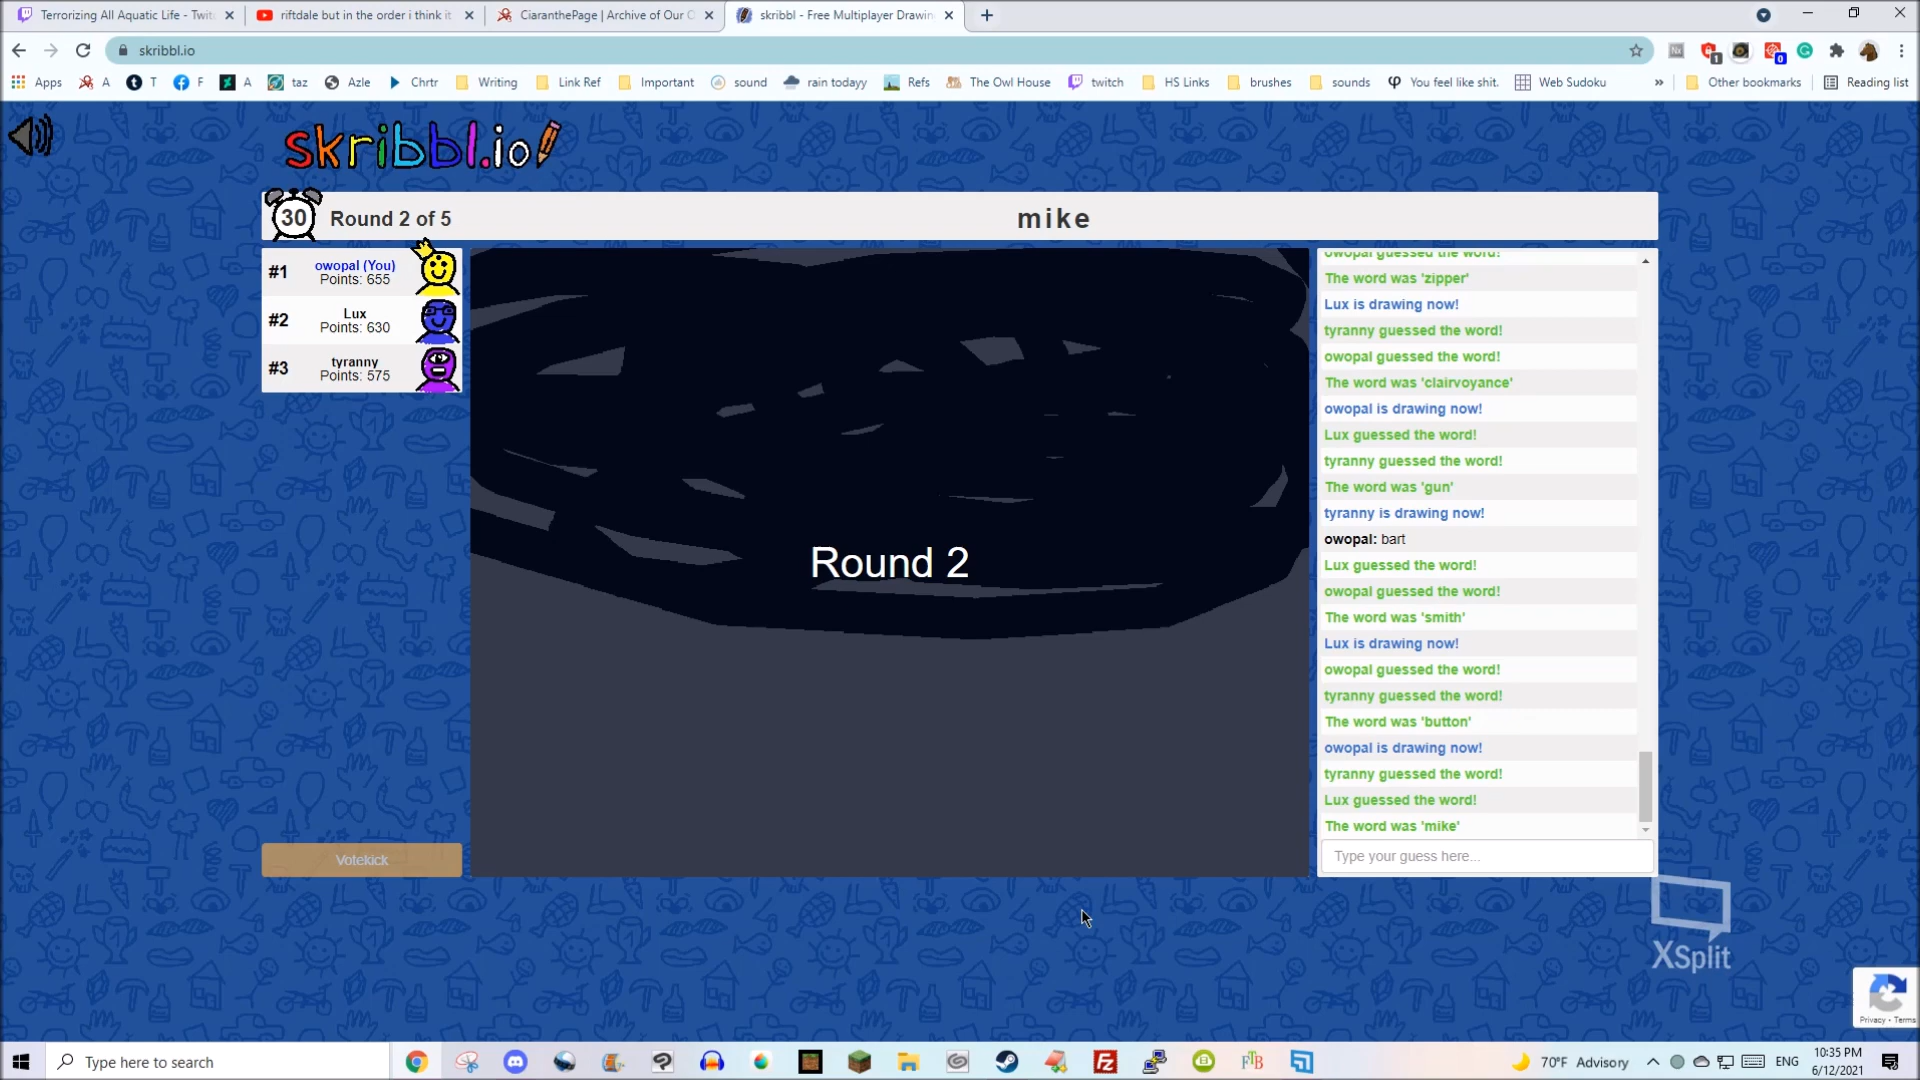 Terrorizing All Aquatic Life - Twit
riftdale but in the order i think it
CiaranthePage | Archive of Our O
skribbl - Free Multiplayer Drawin
skribbl.io
Apps A T F A taz Azle Chrtr Writing Link Ref Important sound rain todayy Refs The Owl House twitch HS Links brushes sounds You feel like shit. Web Sudoku » Other bookmarks Reading list
skribbl.io
30 Round 2 of 5
mike
#1 owopal (You)
Points: 655
#2 Lux
Points: 630
#3 tyranny
Points: 575
Votekick
Round 2
owopal guessed the word!
The word was 'zipper'
Lux is drawing now!
tyranny guessed the word!
owopal guessed the word!
The word was 'clairvoyance'
owopal is drawing now!
Lux guessed the word!
tyranny guessed the word!
The word was 'gun'
tyranny is drawing now!
owopal: bart
Lux guessed the word!
owopal guessed the word!
The word was 'smith'
Lux is drawing now!
owopal guessed the word!
tyranny guessed the word!
The word was 'button'
owopal is drawing now!
tyranny guessed the word!
Lux guessed the word!
The word was 'mike'
Type your guess here...
XSplit
Privacy - Terms
Type here to search
FTB
70°F Advisory
ENG
10:35 PM
6/12/2021